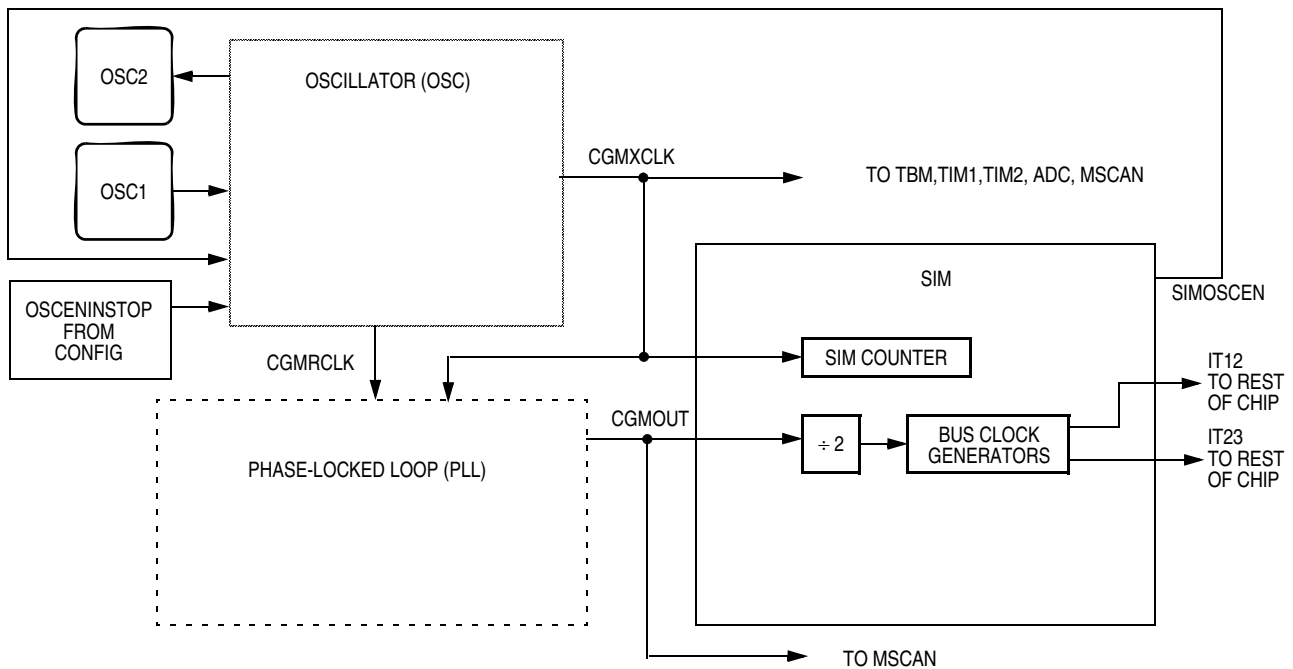 OSC2
OSCILLATOR (OSC)
OSC1
CGMXCLK
TO TBM,TIM1,TIM2, ADC, MSCAN
OSCENINSTOP
FROM
CONFIG
SIM
SIMOSCEN
CGMRCLK
SIM COUNTER
IT12
TO REST
OF CHIP
CGMOUT
÷ 2
BUS CLOCK
GENERATORS
IT23
TO REST
OF CHIP
PHASE-LOCKED LOOP (PLL)
TO MSCAN